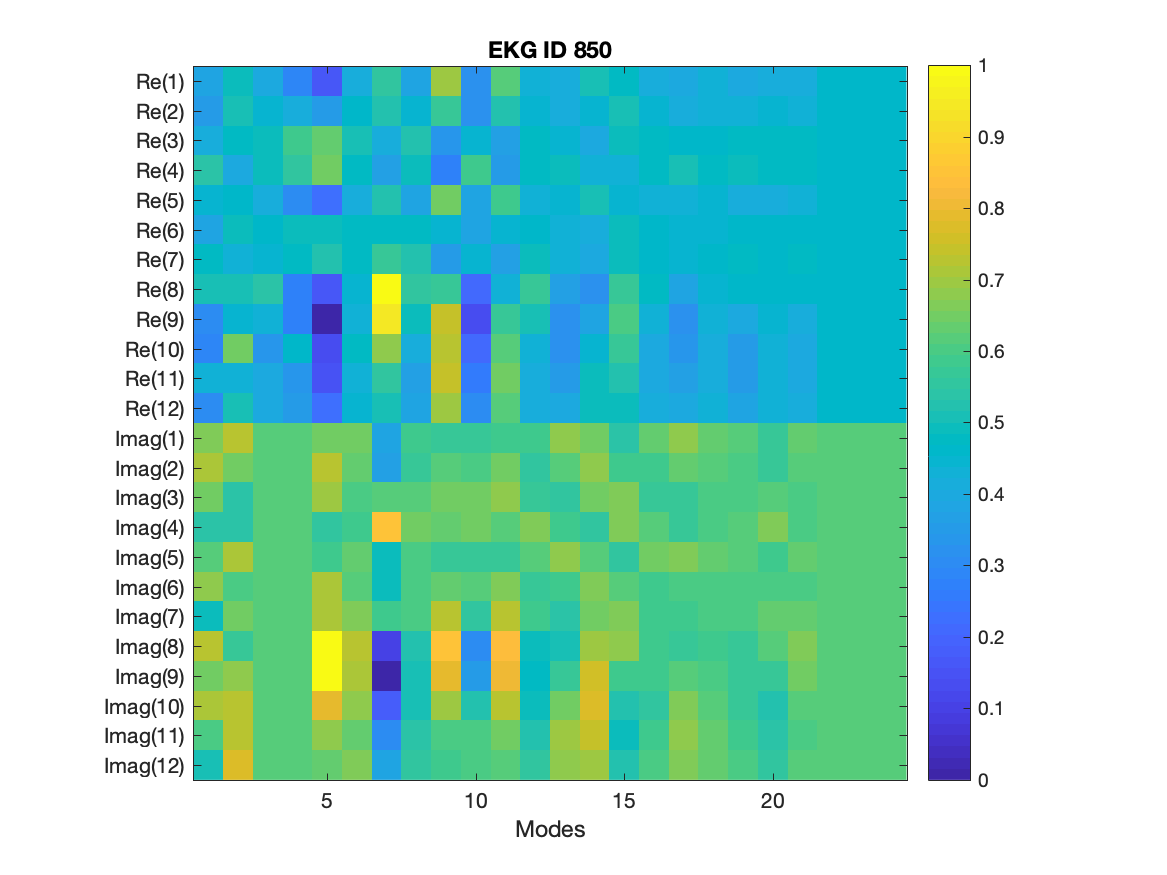 EKG ID 850
Re(1)
Re(2)
Re(3)
Re(4)
Re(5)
Re(6)
Re(7)
Re(8)
Re(9)
Re(10)
Re(11)
Re(12)
Imag(1)
Imag(2)
Imag(3)
Imag(4)
Imag(5)
Imag(6)
Imag(7)
Imag(8)
Imag(9)
Imag(10)
Imag(11)
Imag(12)
5 10 15 20
Modes
1
0.9
0.8
0.7
0.6
0.5
0.4
0.3
0.2
0.1
0